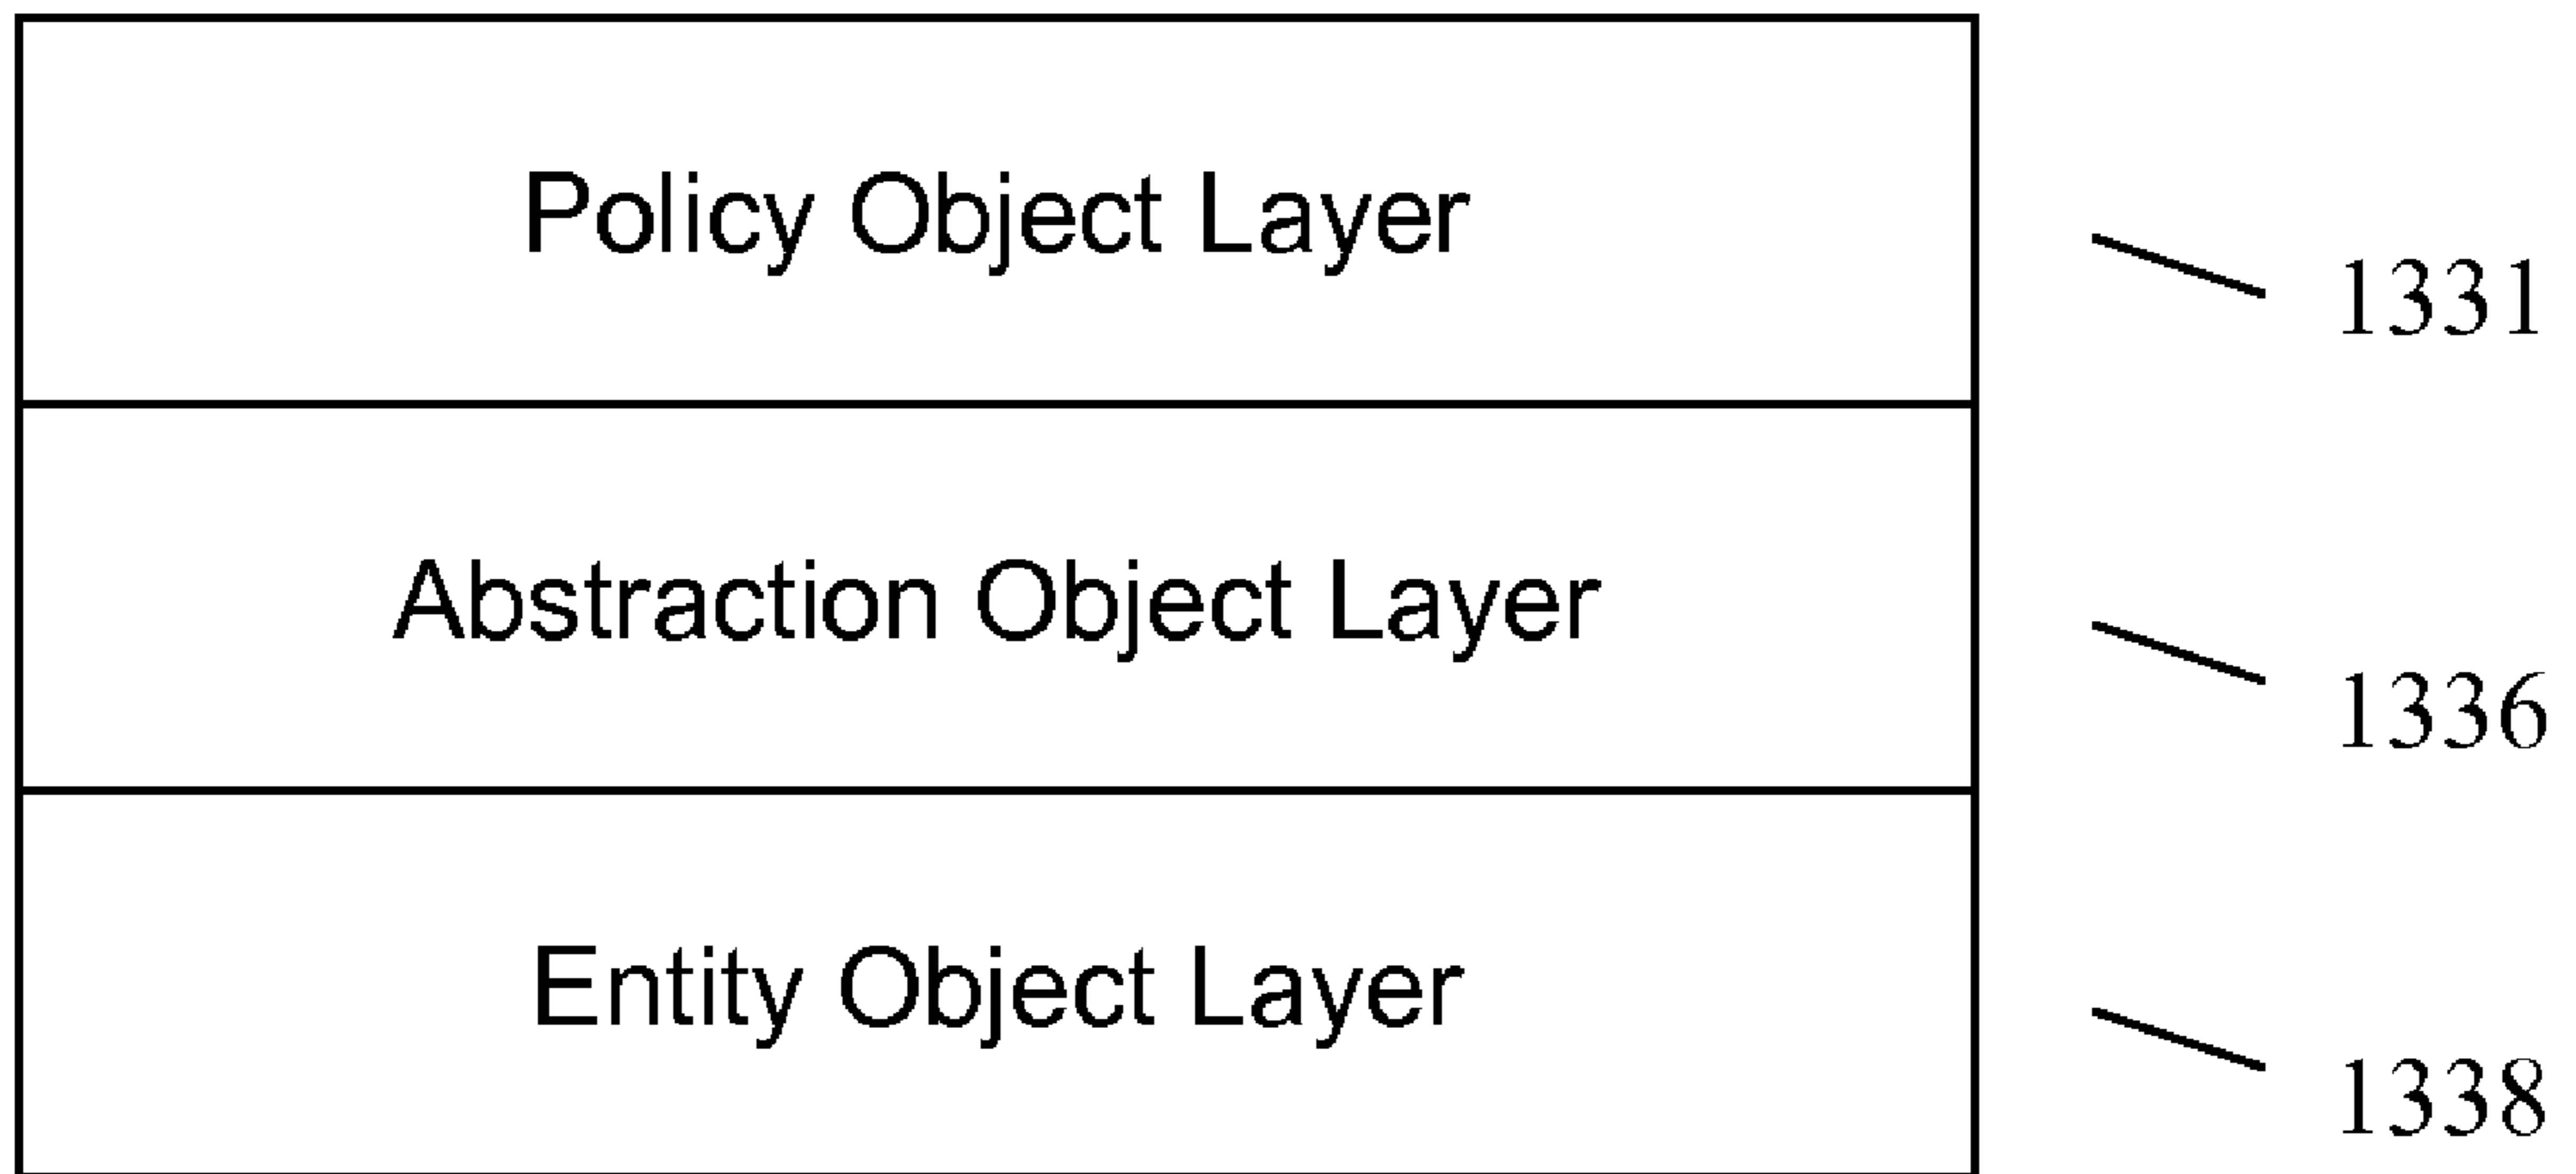 Policy Object Layer
1331
Abstraction Object Layer
1336
Entity Object Layer
1338